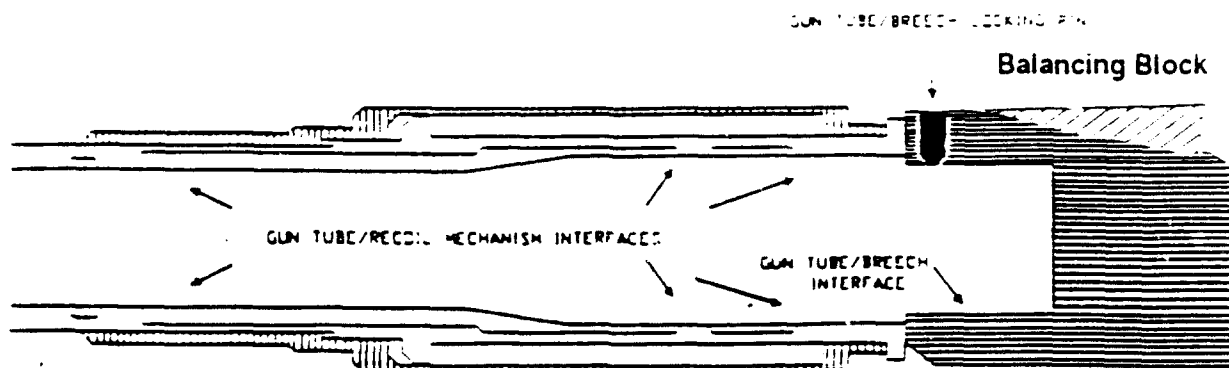 GUN TUBE/BREECH LOCKING PIN
Balancing Block
GUN TUBE/RECOIL MECHANISM INTERFACES
GUN TUBE/BREECH
INTERFACE